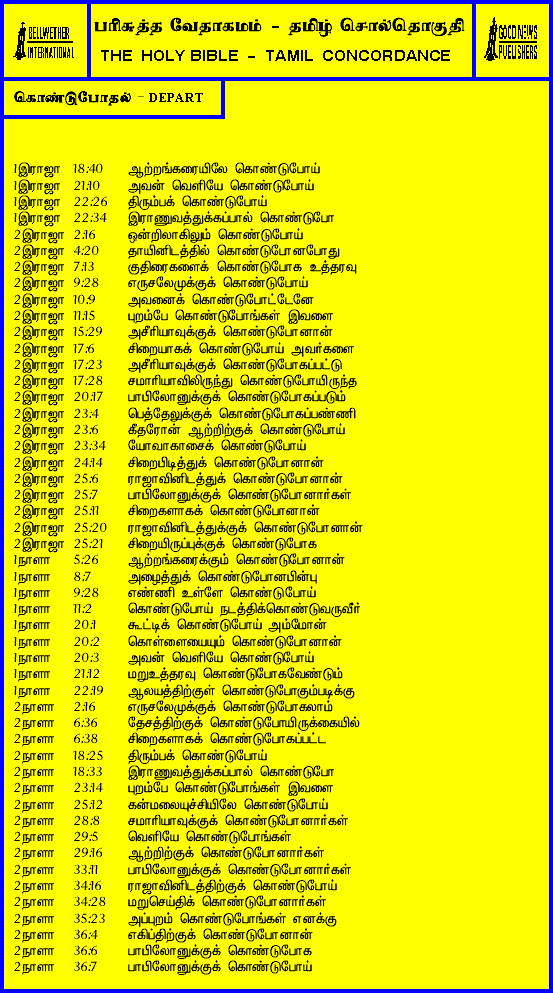 BELLWETHER
INTERNATIONAL
பரிசுத்த வேதாகமம் - தமிழ் சொல்தொகுதி
THE HOLY BIBLE - TAMIL CONCORDANCE
GOOD NEWS
PUBLISHERS
கொண்டுபோதல் - DEPART
1இராஜா 18:40 ஆற்றங்கரையிலே கொண்டுபோய்
1இராஜா 21:10 அவன் வெளியே கொண்டுபோய்
1இராஜா 22:26 திரும்பக் கொண்டுபோய்
1இராஜா 22:34 இராணுவத்துக்கப்பால் கொண்டுபோ
2இராஜா 2:16 ஒன்றிலாகிலும் கொண்டுபோய்
2இராஜா 4:20 தாயினிடத்தில் கொண்டுபோனபோது
2இராஜா 7:13 குதிரைகளைக் கொண்டுபோக உத்தரவு
2இராஜா 9:28 எருசலேமுக்குக் கொண்டுபோய்
2இராஜா 10:9 அவனைக் கொண்டுபோட்டேனே
2இராஜா 11:15 புறம்பே கொண்டுபோங்கள் இவளை
2இராஜா 15:29 அசீரியாவுக்குக் கொண்டுபோனான்
2இராஜா 17:6 சிறையாகக் கொண்டுபோய் அவர்களை
2இராஜா 17:23 அசீரியாவுக்குக் கொண்டுபோகப்பட்டு
2இராஜா 17:28 சமாரியாவிலிருந்து கொண்டுபோயிருந்த
2இராஜா 20:17 பாபிலோனுக்குக் கொண்டுபோகப்படும்
2இராஜா 23:4 பெத்தேலுக்குக் கொண்டுபோகப்பண்ணி
2இராஜா 23:6 கீதரோன் ஆற்றிற்குக் கொண்டுபோய்
2இராஜா 23:34 யோவாகாசைக் கொண்டுபோய்
2இராஜா 24:14 சிறைபிடித்துக் கொண்டுபோனான்
2இராஜா 25:6 ராஜாவினிடத்துக் கொண்டுபோனான்
2இராஜா 25:7 பாபிலோனுக்குக் கொண்டுபோனார்கள்
2இராஜா 25:11 சிறைகளாகக் கொண்டுபோனான்
2இராஜா 25:20 ராஜாவினிடத்துக்குக் கொண்டுபோனான்
2இராஜா 25:21 சிறையிருப்புக்குக் கொண்டுபோக
1நாளா 5:26 ஆற்றங்கரைக்கும் கொண்டுபோனான்
1நாளா 8:7 அழைத்துக் கொண்டுபோனபின்பு
1நாளா 9:28 எண்ணி உள்ளே கொண்டுபோய்
1நாளா 11:2 கொண்டுபோய் நடத்திக்கொண்டுவருவீர்
1நாளா 20:1 கூட்டிக் கொண்டுபோய் அம்மோன்
1நாளா 20:2 கொள்ளையையும் கொண்டுபோனான்
1நாளா 20:3 அவன் வெளியே கொண்டுபோய்
1நாளா 21:12 மறுஉத்தரவு கொண்டுபோகவேண்டும்
1நாளா 22:19 ஆலயத்திற்குள் கொண்டுபோகும்படிக்கு
2நாளா 2:16 எருசலேமுக்குக் கொண்டுபோகலாம்
2நாளா 6:36 தேசத்திற்குக் கொண்டுபோயிருக்கையில்
2நாளா 6:38 சிறைகளாகக் கொண்டுபோகப்பட்ட
2நாளா 18:25 திரும்பக் கொண்டுபோய்
2நாளா 18:33 இராணுவத்துக்கப்பால் கொண்டுபோ
2நாளா 23:14 புறம்பே கொண்டுபோங்கள் இவளை
2நாளா 25:12 கன்மலையுச்சியிலே கொண்டுபோய்
2நாளா 28:8 சமாரியாவுக்குக் கொண்டுபோனார்கள்
2நாளா 29:5 வெளியே கொண்டுபோங்கள்
2நாளா 29:16 ஆற்றிற்குக் கொண்டுபோனார்கள்
2நாளா 33:11 பாபிலோனுக்குக் கொண்டுபோனார்கள்
2நாளா 34:16 ராஜாவினிடத்திற்குக் கொண்டுபோய்
2நாளா 34:28 மறுசெய்திக் கொண்டுபோனார்கள்
2நாளா 35:23 அப்புறம் கொண்டுபோங்கள் எனக்கு
2நாளா 36:4 எகிப்திற்குக் கொண்டுபோனான்
2நாளா 36:6 பாபிலோனுக்குக் கொண்டுபோக
2நாளா 36:7 பாபிலோனுக்குக் கொண்டுபோய்